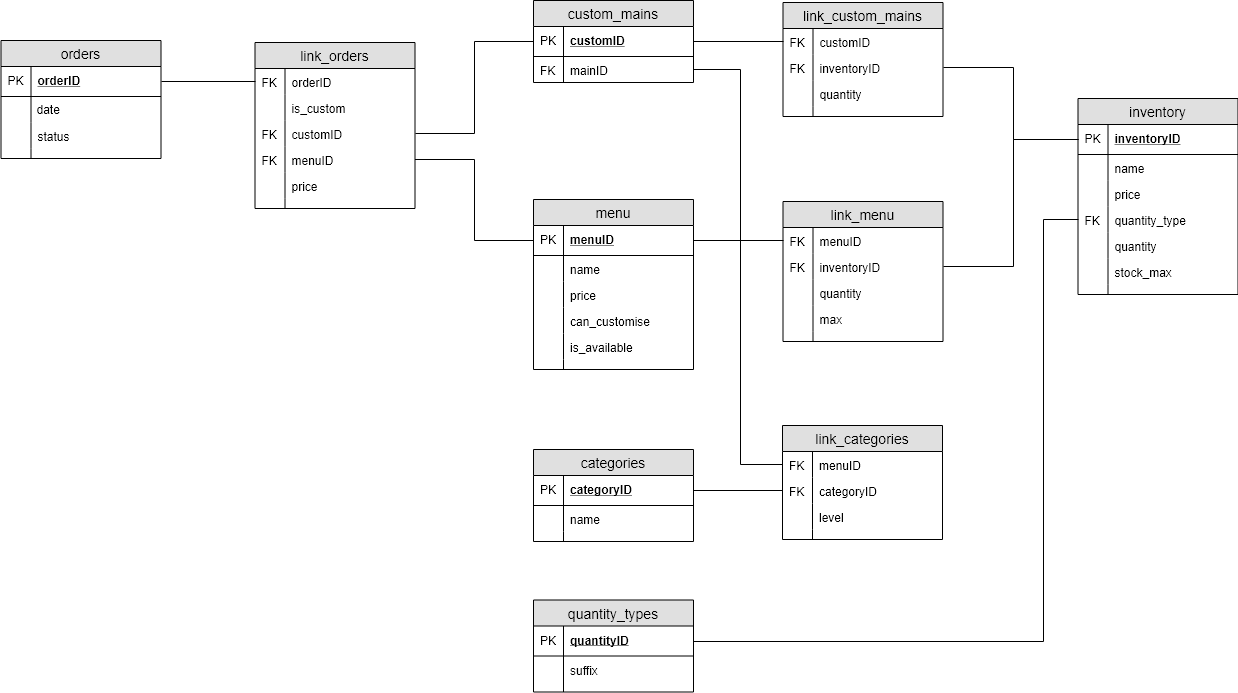 orders
PK orderID
date
status
link_orders
FK orderID
is_custom
FK customID
FK menuID
price
custom_mains
PK customID
FK mainID
menu
PK menuID
name
price
can_customise
is_available
categories
PK categoryID
name
quantity_types
PK quantityID
suffix
link_custom_mains
FK customID
FK inventoryID
quantity
link_menu
FK menuID
FK inventoryID
quantity
max
link_categories
FK menuID
FK categoryID
level
inventory
PK inventoryID
name
price
FK quantity_type
quantity
stock_max